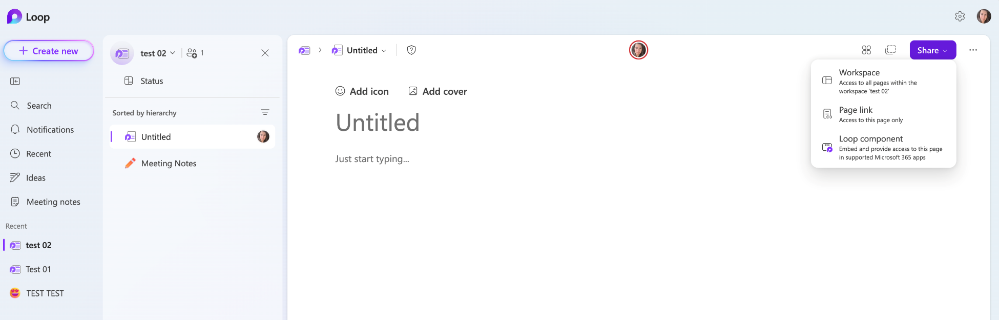 Loop
Create new
Search
Notifications
Recent
Ideas
Meeting notes
Recent
test 02
Test 01
TEST TEST
test 02
1
Status
Sorted by hierarchy
Untitled
Meeting Notes
Untitled
Share
Workspace
Access to all pages within the
workspace 'test 02'
Page link
Access to this page only
Loop component
Embed and provide access to this page
in supported Microsoft 365 apps
Add icon
Add cover
Untitled
Just start typing...